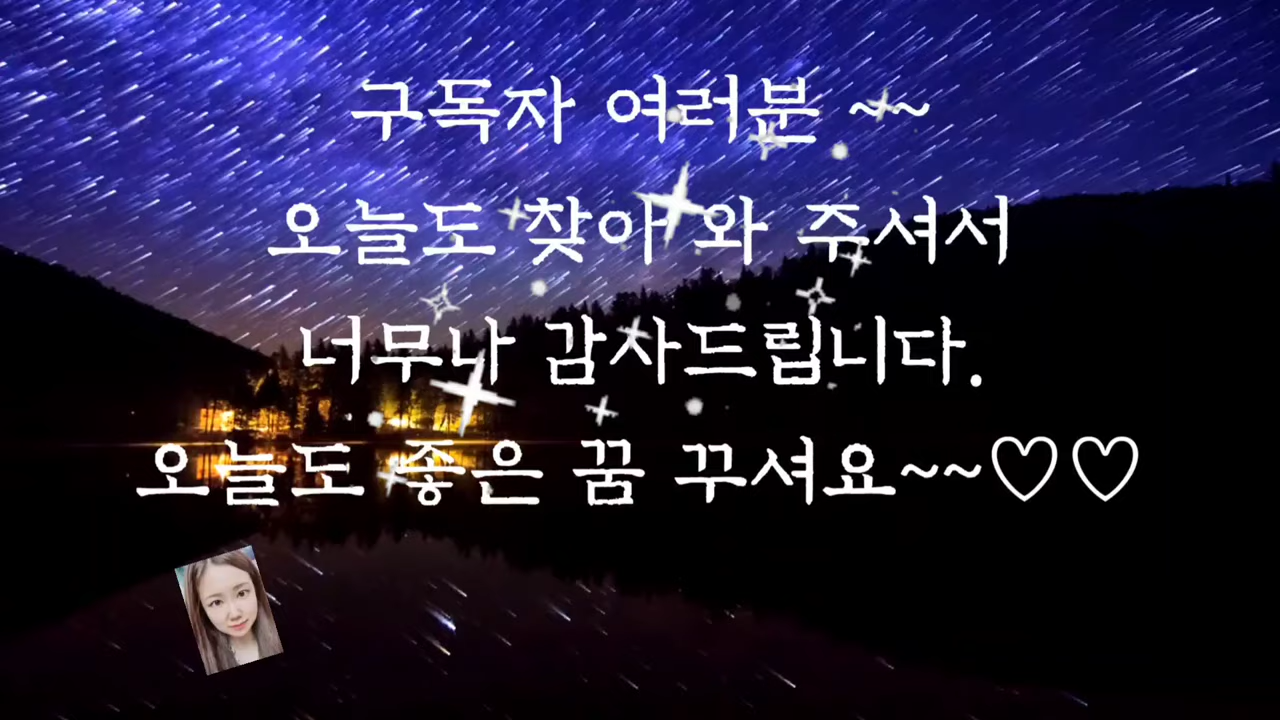 구독자 여러분 ~~
오늘도 찾아 와 주셔서
너무나 감사드립니다.
오늘도 좋은 꿈 꾸셔요~~♡♡